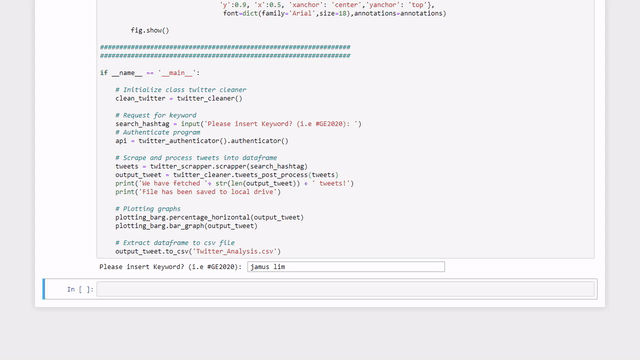 'y':0.9, 'x':0.5, 'xanchor': 'center','yanchor': 'top'},
font=dict(family='Arial',size=18),annotations=annotations)
fig.show()
#################################################################
#################################################################
if __name__ == '__main__':
# Initialize class twitter cleaner
clean_twitter = twitter_cleaner()
# Request for keyword
search_hashtag = input('Please insert Keyword? (i.e #GE2020): ')
# Authenticate program
api = twitter_authenticator().authenticator()
# Scrape and process tweets into dataframe
tweets = twitter_scrapper.scrapper(search_hashtag)
output_tweet = twitter_cleaner.tweets_post_process(tweets)
print('We have fetched '+ str(len(output_tweet)) + ' tweets!')
print('File has been saved to local drive')
# Plotting graphs
plotting_barg.percentage_horizontal(output_tweet)
plotting_barg.bar_graph(output_tweet)
# Extract dataframe to csv file
output_tweet.to_csv('Twitter_Analysis.csv')
Please insert Keyword? (i.e #GE2020): jamus lim
In [ ]: